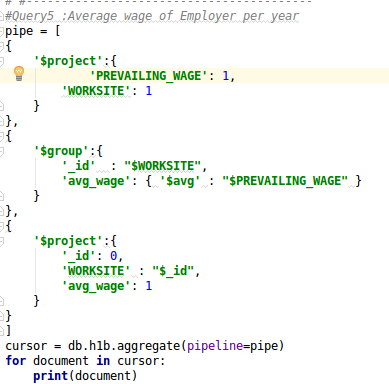 #Query5 :Average wage of Employer per year
pipe = [
{
    '$project':{
            'PREVAILING_WAGE': 1,
        'WORKSITE': 1
    }
},
{
    '$group':{
        '_id' : "$WORKSITE",
        'avg_wage': { '$avg' : "$PREVAILING_WAGE" }
    }
},
{
    '$project':{
        '_id': 0,
        'WORKSITE' : "$_id",
        'avg_wage': 1
    }
}
]
cursor = db.h1b.aggregate(pipeline=pipe)
for document in cursor:
    print(document)